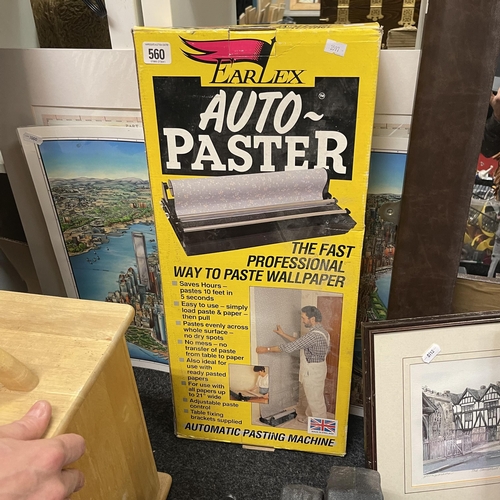 560
EARLEX
AUTO~
PASTER
THE FAST
PROFESSIONAL
WAY TO PASTE WALLPAPER
Saves Hours –
pastes 10 feet in
5 seconds
Easy to use – simply
load paste & paper –
then pull
Pastes evenly across
whole surface –
no dry spots
No mess – no
transfer of paste
from table to paper
Also ideal for
use with
ready pasted
papers
For use with
all papers up
to 21" wide
Adjustable paste
control
Table fixing
brackets supplied
AUTOMATIC PASTING MACHINE